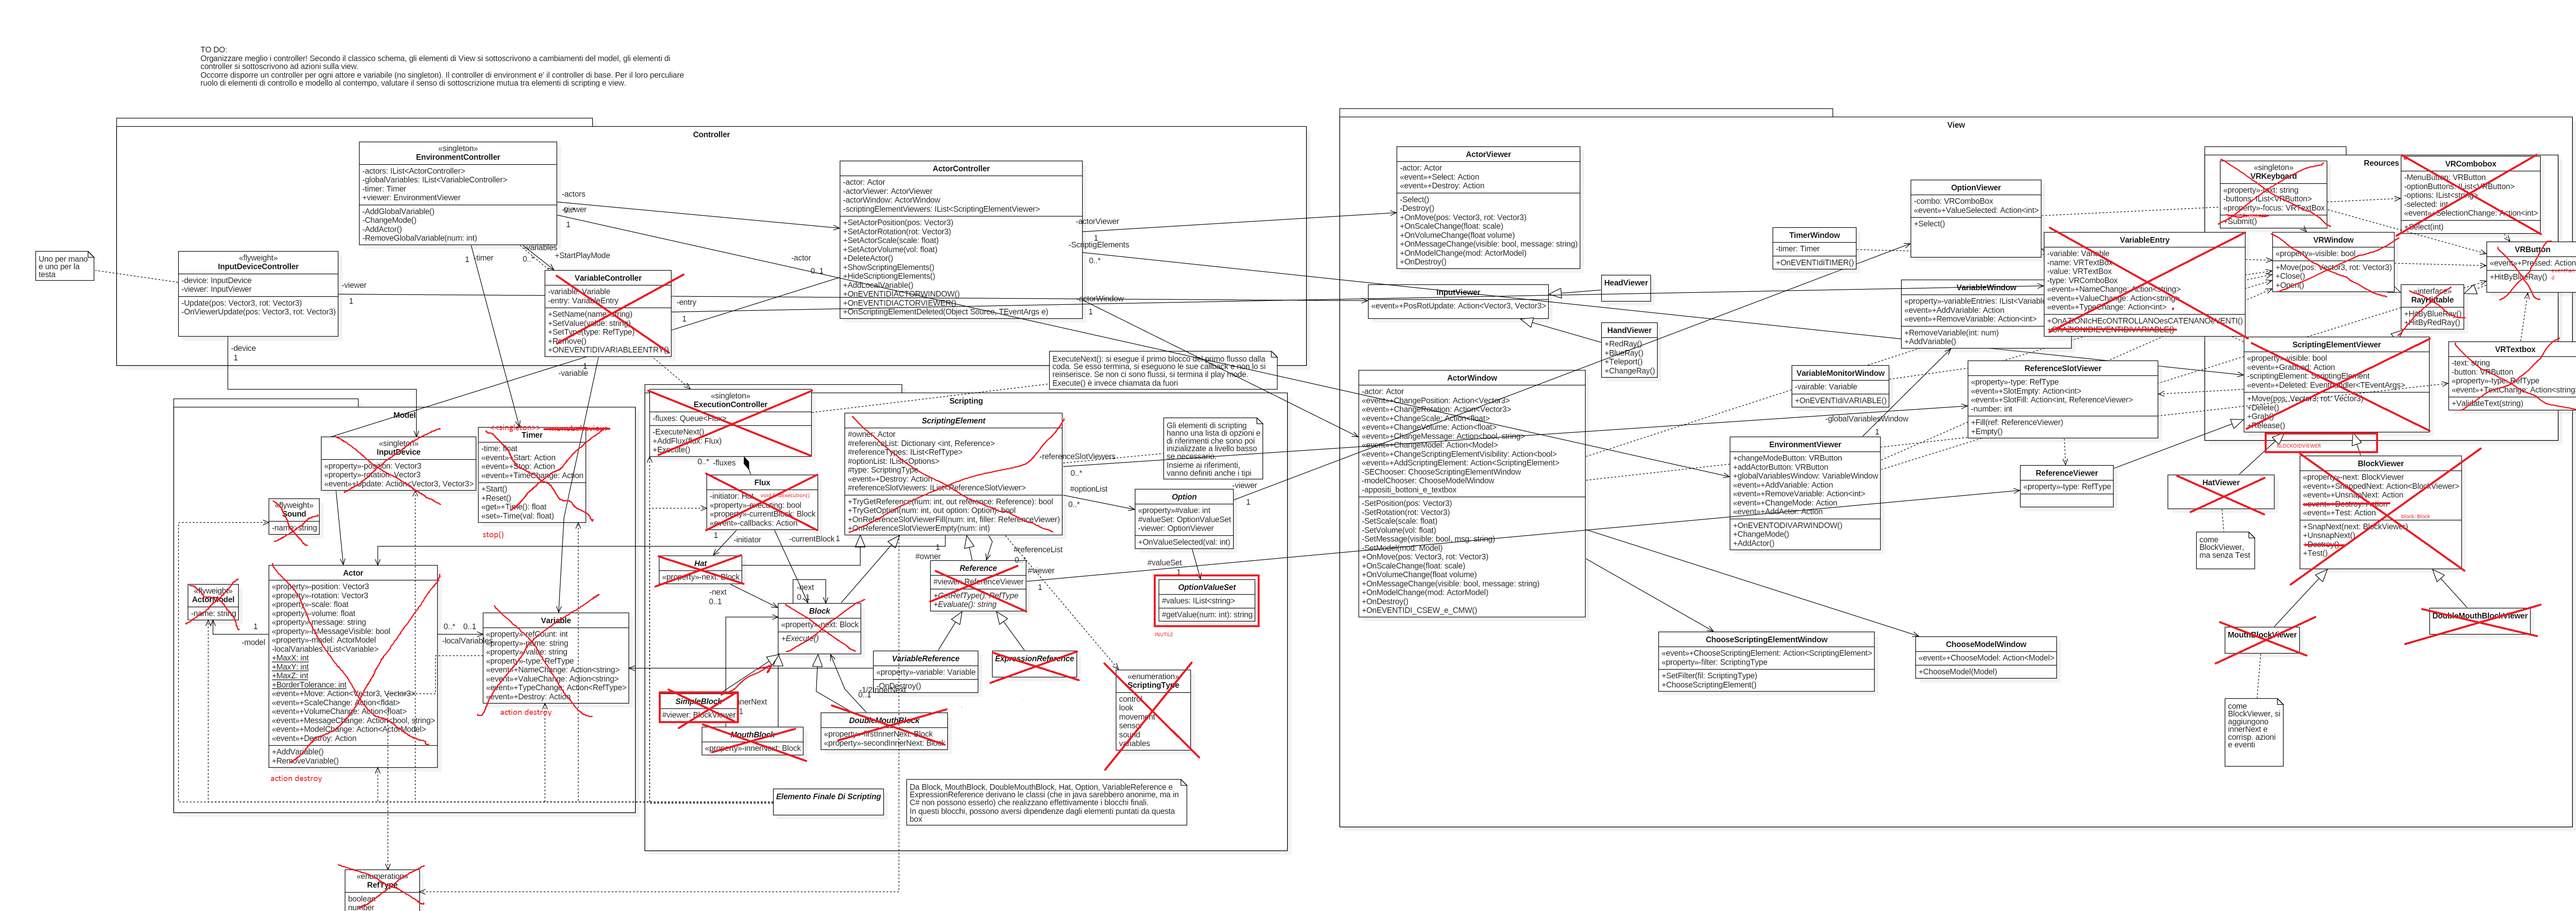 TO DO:
Organizzare meglio i controller! Secondo il classico schema, gli elementi di View si sottoscrivono a cambiamenti del model, gli elementi di
controller si sottoscrivono ad azioni sulla view.
Occorre disporre un controller per ogni attore e variabile (no singleton). Il controller di environment e' il controller di base. Per il loro perculiare
ruolo di elementi di controllo e modello al contempo, valutare il senso di sottoscrizione mutua tra elementi di scripting e view.
Controller
«singleton»
EnvironmentController
-actors: IList<ActorController>
-globalVariables: IList<VariableController>
-timer: Timer
+viewer: EnvironmentViewer
-AddGlobalVariable()
-ChangeMode()
-AddActor()
-RemoveGlobalVariable(num: int)
Uno per mano
e uno per la
testa
«flyweight»
InputDeviceController
-device: InputDevice
-viewer: InputViewer
-Update(pos: Vector3, rot: Vector3)
-OnViewerUpdate(pos: Vector3, rot: Vector3)
-actors
1
-timer
1
0..*
+StartPlayMode
-viewer
1
-device
1
VariableController
-variable: Variable
-entry: VariableEntry
+SetName(name: string)
+SetValue(value: string)
+SetType(type: RefType)
+Remove()
+ONEVENTIDIVARIABLEENTRY()
1
-variable
-entry
1
-actor
0..1
ActorController
-actor: Actor
-actorViewer: ActorViewer
-actorWindow: ActorWindow
-scriptingElementViewers: IList<ScriptingElementViewer>
+SetActorPosition(pos: Vector3)
+SetActorRotation(rot: Vector3)
+SetActorScale(scale: float)
+SetActorVolume(vol: float)
+DeleteActor()
+ShowScriptingElements()
+HideScriptiongElements()
+AddLocalVariable()
+ONEVENTIDIACTORWINDOW()
+ONEVENTIDIACTORVIEWER()
+OnScriptingElementDeleted(Object Source, TEventArgs e)
-actorViewer
1
-ScriptigElements
0..*
-actorWindow
1
ExecuteNext(): si esegue il primo blocco del primo flusso dalla
coda. Se esso termina, si eseguono le sue callback e non lo si
reinserisce. Se non ci sono flussi, si termina il play mode.
Execute() è invece chiamata da fuori
Model
«singleton»
InputDevice
«property»-position: Vector3
«property»-rotation: Vector3
«event»+Update: Action<Vector3, Vector3>
<<singleton>>
Timer
-time: float
«event»+Start: Action
«event»+Stop: Action
«event»+TimeChange: Action
+Start()
+Reset()
«get»+Time(): float
«set»-Time(val: float)
stop()
«flyweight»
Sound
-name: string
«flyweight»
ActorModel
-name: string
1
-model
Actor
«property»+position: Vector3
«property»+rotation: Vector3
«property»+scale: float
«property»+volume: float
«property»+message: string
«property»+isMessageVisible: bool
«property»-model: ActorModel
-localVariables: IList<Variable>
+MaxX: int
+MaxY: int
+MaxZ: int
+BorderTolerance: int
«event»+Move: Action<Vector3, Vector3>
«event»+ScaleChange: Action<float>
«event»+VolumeChange: Action<float>
«event»+MessageChange: Action<bool, string>
«event»+ModelChange: Action<ActorModel>
«event»+Destroy: Action
+AddVariable()
+RemoveVariable()
action destroy
0..*
0..1
-localVariables
Variable
«property»+refCount: int
«property»-name: string
«property»-value: string
«property»-type: RefType
«event»+NameChange: Action<string>
«event»+ValueChange: Action<string>
«event»+TypeChange: Action<RefType>
«event»+Destroy: Action
action destroy
«enumeration»
RefType
boolean
number
Scripting
«singleton»
ExecutionController
-fluxes: Queue<Flux>
-ExecuteNext()
+AddFlux(flux: Flux)
+Execute()
0..*
-fluxes
Flux
-initiator: Hat
«property»-executing: bool
«property»-currentBlock: Block
«event»-callbacks: Action
1
-initiator
-currentBlock
1
Hat
«property»-next: Block
-next
0..1
-next
0..1
Block
«property»-next: Block
+Execute()
SimpleBlock
#viewer: BlockViewer
1
MouthBlock
«property»-innerNext: Block
DoubleMouthBlock
«property»-firstInnerNext: Block
«property»-secondInnerNext: Block
0..1
ScriptingElement
#owner: Actor
#referenceList: Dictionary <int, Reference>
#referenceTypes: IList<RefType>
#optionList: IList<Options>
#type: ScriptingType
«event»+Destroy: Action
#referenceSlotViewers: IList<ReferenceSlotViewer>
+TryGetReference(num: int, out reference: Reference): bool
+TryGetOption(num: int, out option: Option): bool
+OnReferenceSlotViewerFill(num: int, filler: ReferenceViewer)
+OnReferenceSlotViewerEmpty(num: int)
1
#owner
#referenceList
Reference
#viewer: ReferenceViewer
+GetRefType(): RefType
+Evaluate(): string
#viewer
1
VariableReference
«property»-variable: Variable
-OnDestroy()
ExpressionReference
«enumeration»
ScriptingType
control
look
movement
sensor
sound
variables
Gli elementi di scripting
hanno una lista di opzioni e
di riferimenti che sono poi
inizializzate a livello basso
se necessario.
Insieme ai riferimenti,
vanno definiti anche i tipi
-referenceSlotViewers
0..*
#optionList
0..*
-viewer
1
Option
«property»#value: int
#valueSet: OptionValueSet
-viewer: OptionViewer
+OnValueSelected(val: int)
#valueSet
1
OptionValueSet
#values: IList<string>
#getValue(num: int): string
INUTILE
Elemento Finale Di Scripting
Da Block, MouthBlock, DoubleMouthBlock, Hat, Option, VariableReference e
ExpressionReference derivano le classi (che in java sarebbero anonime, ma in
C# non possono esserlo) che realizzano effettivamente i blocchi finali.
In questi blocchi, possono aversi dipendenze dagli elementi puntati da questa
box
View
ActorViewer
-actor: Actor
«event»+Select: Action
«event»+Destroy: Action
-Select()
-Destroy()
+OnMove(pos: Vector3, rot: Vector3)
+OnScaleChange(float: scale)
+OnVolumeChange(float volume)
+OnMessageChange(visible: bool, message: string)
+OnModelChange(mod: ActorModel)
+OnDestroy()
InputViewer
«event»+PosRotUpdate: Action<Vector3, Vector3>
HeadViewer
HandViewer
+RedRay()
+BlueRay()
+Teleport()
+ChangeRay()
ActorWindow
-actor: Actor
«event»+ChangePosition: Action<Vector3>
«event»+ChangeRotation: Action<Vector3>
«event»+ChangeScale: Action<float>
«event»+ChangeVolume: Action<float>
«event»+ChangeMessage: Action<bool, string>
«event»+ChangeModel: Action<Model>
«event»+ChangeScriptingElementVisibility: Action<bool>
«event»+AddScriptingElement: Action<ScriptingElement>
-SEChooser: ChooseScriptingElementWindow
-modelChooser: ChooseModelWindow
-appositi_bottoni_e_textbox
-SetPosition(pos: Vector3)
-SetRotation(rot: Vector3)
-SetScale(scale: float)
-SetVolume(vol: float)
-SetMessage(visible: bool, msg: string)
-SetModel(mod: Model)
+OnMove(pos: Vector3, rot: Vector3)
+OnScaleChange(float: scale)
+OnVolumeChange(float volume)
+OnMessageChange(visible: bool, message: string)
+OnModelChange(mod: ActorModel)
+OnDestroy()
+OnEVENTIDI_CSEW_e_CMW()
TimerWindow
-timer: Timer
+OnEVENTIdiTIMER()
OptionViewer
-combo: VRComboBox
«event»+ValueSelected: Action<int>
+Select()
VariableWindow
«property»-variableEntries: IList<Variable
«event»+AddVariable: Action
«event»+RemoveVariable: Action<int>
+RemoveVariable(int: num)
+AddVariable()
VariableMonitorWindow
-vairable: Variable
+OnEVENTIdiVARIABLE()
-globalVariablesWindow
1
EnvironmentViewer
+changeModeButton: VRButton
+addActorButton: VRButton
+globalVariablesWindow: VariableWindow
«event»+AddVariable: Action
«event»+RemoveVariable: Action<int>
«event»+ChangeMode: Action
«event»+AddActor: Action
+OnEVENTODIVARWINDOW()
+ChangeMode()
+AddActor()
ChooseScriptingElementWindow
«event»+ChooseScriptingElement: Action<ScriptingElement>
«property»-filter: ScriptingType
+SetFilter(fil: ScriptingType)
+ChooseScriptingElement()
ChooseModelWindow
«event»+ChooseModel: Action<Model>
+ChooseModel(Model)
ReferenceSlotViewer
«property»-type: RefType
«event»+SlotEmpty: Action<int>
«event»+SlotFill: Action<int, ReferenceViewer>
-number: int
+Fill(ref: ReferenceViewer)
+Empty()
ReferenceViewer
«property»-type: RefType
VariableEntry
-variable: Variable
-name: VRTextBox
-value: VRTextBox
-type: VRComboBox
«event»+NameChange: Action<string>
«event»+ValueChange: Action<string>
«event»+TypeChange: Action<int>
+OnAZIONIcHEcONTROLLANOesCATENANOEVENTI()
Reources
«singleton»
VRKeyboard
«property»-text: string
-buttons: IList<VRButton>
«property»-focus: VRTextBox
+Submit()
VRCombobox
-MenuButton: VRButton
-optionButtons: IList<VRButton>
-options: IList<string>
-selected: int
«event»+SelectionChange: Action<int>
+Select(int)
VRWindow
«property»-visible: bool
+Move(pos: Vector3, rot: Vector3)
+Close()
+Open()
VRButton
«event»+Pressed: Action
+HitByBlueRay()
«interface»
RayHittable
+HitByBlueRay()
+HitByRedRay()
VRTextbox
-text: string
-button: VRButton
«property»-type: RefType
«event»+TextChange: Action<string
+ValidateText(string)
ScriptingElementViewer
«property»-visible: bool
«event»+Grabbed: Action
-scriptingElement: ScriptingElement
«event»+Deleted: EventHandler<TEventArgs>
+Move(pos: Vector3, rot: Vector3)
+Delete()
+Grab()
+Release()
BLOCKOIDVIEWER
HatViewer
come
BlockViewer,
ma senza Test
BlockViewer
«property»-next: BlockViewer
«event»+SnappedNext: Action<BlockViewer>
«event»+UnsnapNext: Action
«event»+Destroy: Action
«event»+Test: Action
block: Block
+SnapNext(next: BlockViewer)
+UnsnapNext()
+Destroy()
+Test()
MouthBlockViewer
DoubleMouthBlockViewer
come
BlockViewer, si
aggiungono
innerNext e
corrisp. azioni
e eventi